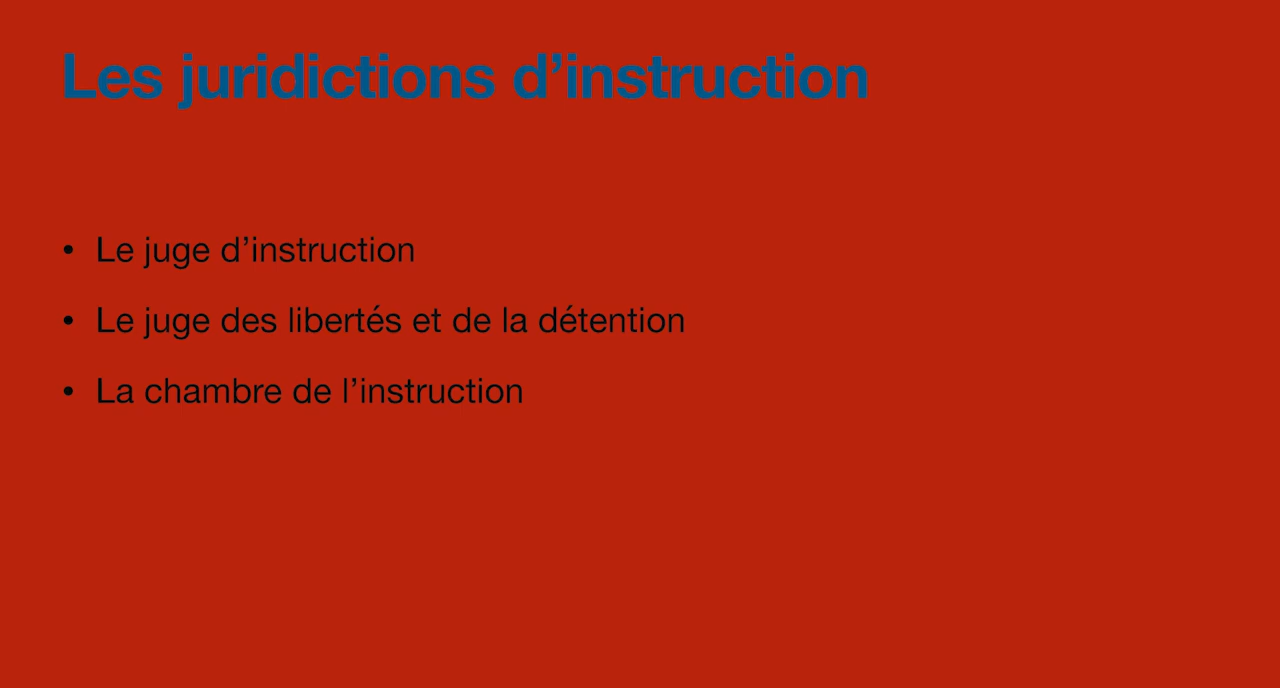 Les juridictions d’instruction
• Le juge d’instruction
• Le juge des libertés et de la détention
• La chambre de l’instruction